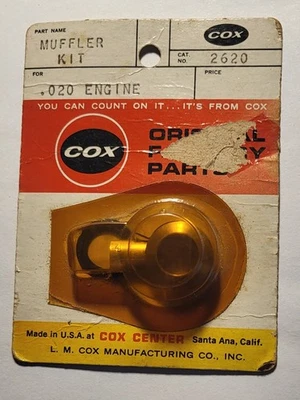 PART NAME
MUFFLER
KIT
COX
CAT.
NO. 2620
FOR
.020 ENGINE
PRICE
YOU CAN COUNT ON IT...IT'S FROM COX
COX
PARTS
Made in U.S.A. at COX CENTER Santa Ana, Calif.
L. M. COX MANUFACTURING CO., INC.